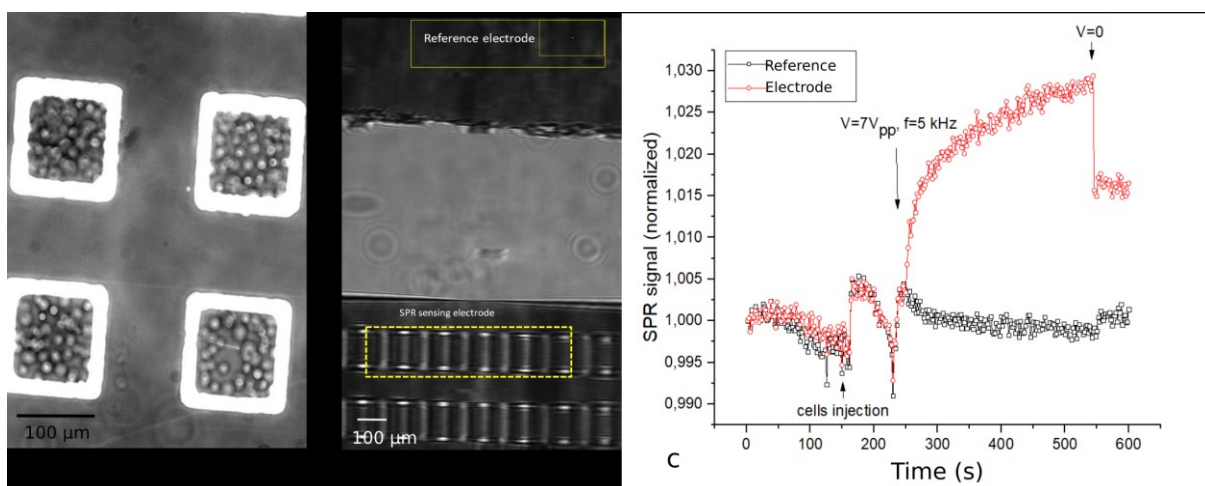 100 µm
Reference electrode
SPR sensing electrode
100 µm
V=0
Reference
Electrode
V=7Vpp, f=5 kHz
cells injection
SPR signal (normalized)
1,030
1,025
1,020
1,015
1,010
1,005
1,000
0,995
0,990
0
100
200
300
400
500
600
Time (s)
c